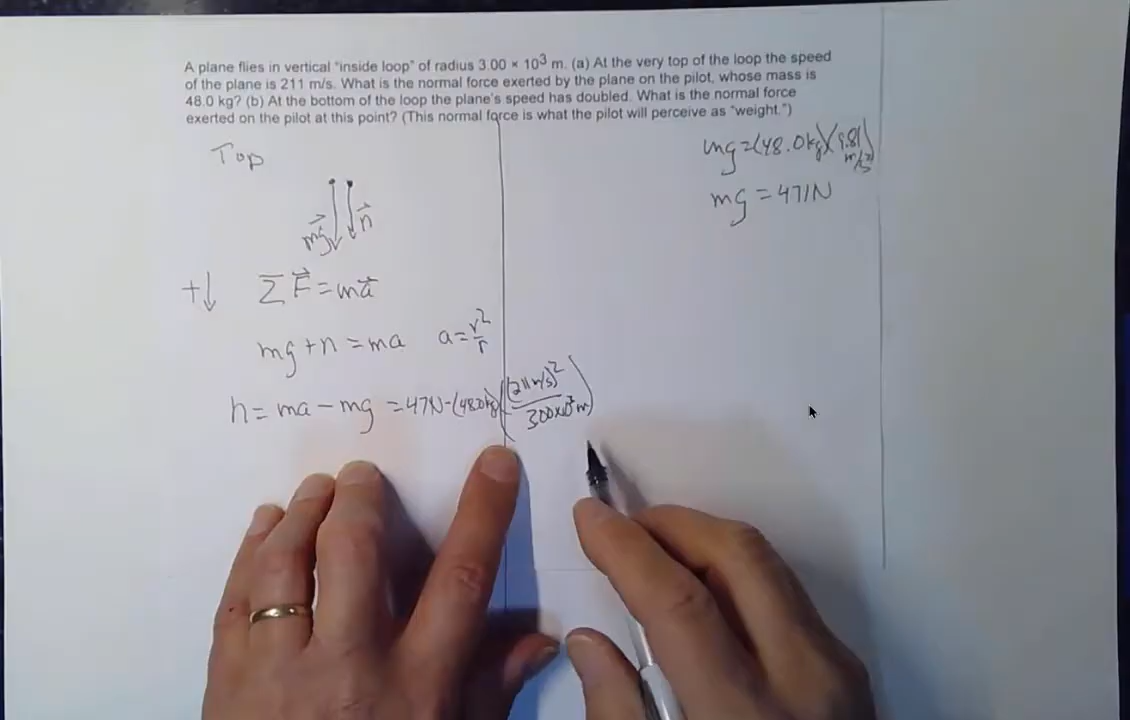 A plane flies in vertical "inside loop" of radius 3.00 × 10³ m. (a) At the very top of the loop the speed
of the plane is 211 m/s. What is the normal force exerted by the plane on the pilot, whose mass is
48.0 kg? (b) At the bottom of the loop the plane's speed has doubled. What is the normal force
exerted on the pilot at this point? (This normal force is what the pilot will perceive as "weight.")
Top
mg⃗ n⃗
+↓ ΣF⃗ = ma⃗
mg + n = ma a = v²/r
n = ma − mg = 471N − (48.0kg)((211m/s)²/3.00×10³m)
mg = (48.0kg)(9.81 m/s²)
mg = 471N